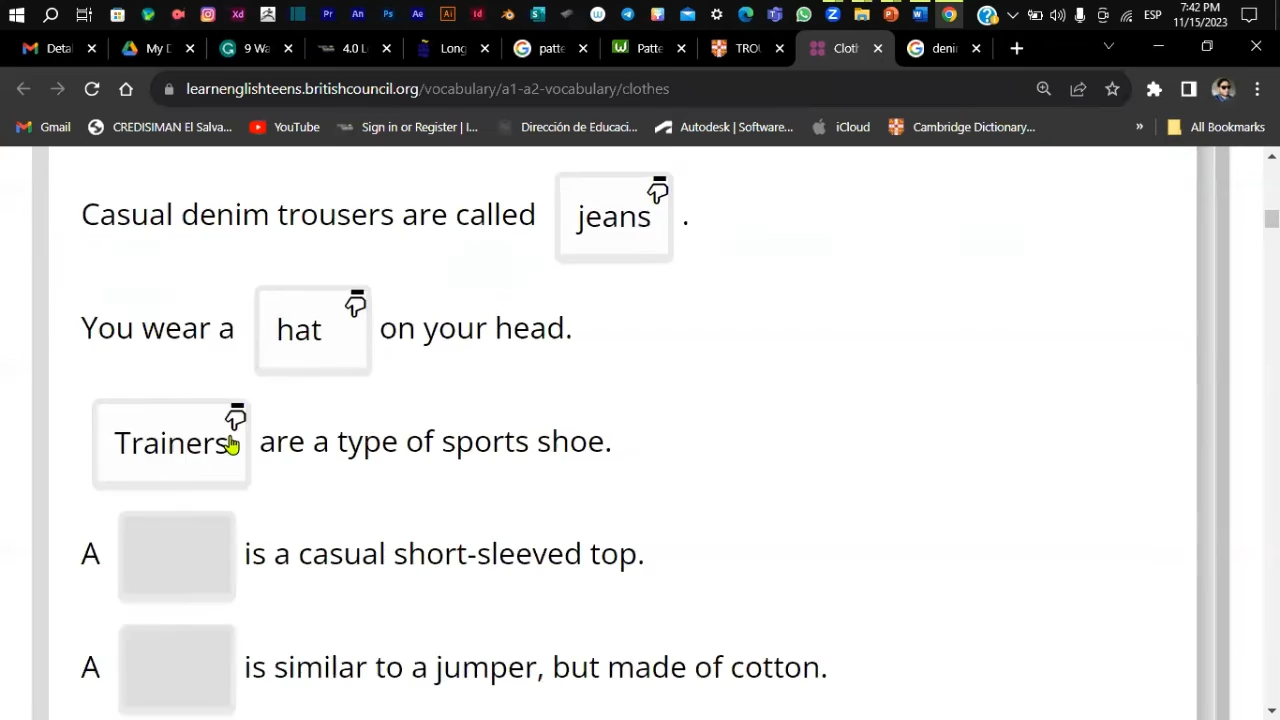 7:42 PM
ESP
11/15/2023
Detai
My D
9 Wa
4.0 L
Long
patte
Patte
TRO
Cloth
deni
learnenglishteens.britishcouncil.org/vocabulary/a1-a2-vocabulary/clothes
Gmail
CREDISIMAN El Salva...
YouTube
Sign in or Register | I...
Dirección de Educaci...
Autodesk | Software...
iCloud
Cambridge Dictionary...
»
All Bookmarks
Casual denim trousers are called jeans .
You wear a hat on your head.
Trainers are a type of sports shoe.
A is a casual short-sleeved top.
A is similar to a jumper, but made of cotton.